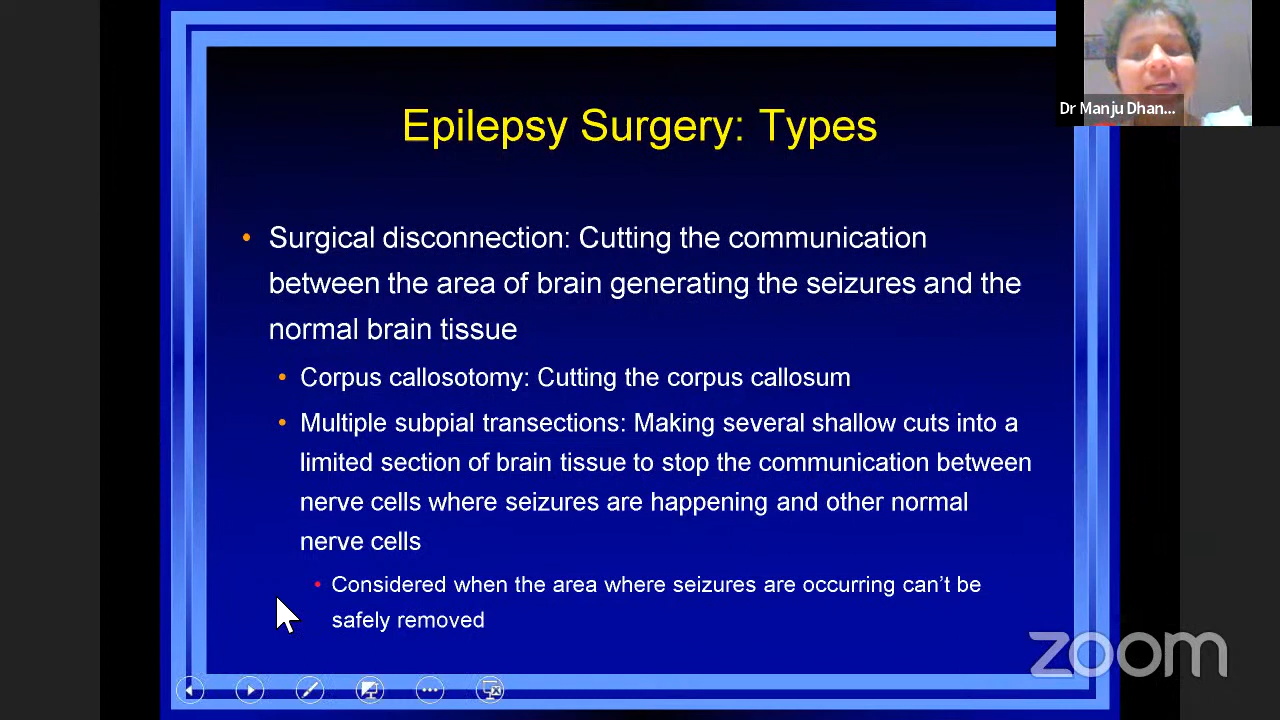 Dr Manju Dhan...
Epilepsy Surgery: Types
• Surgical disconnection: Cutting the communication
between the area of brain generating the seizures and the
normal brain tissue
• Corpus callosotomy: Cutting the corpus callosum
• Multiple subpial transections: Making several shallow cuts into a
limited section of brain tissue to stop the communication between
nerve cells where seizures are happening and other normal
nerve cells
• Considered when the area where seizures are occurring can’t be
safely removed
zoom